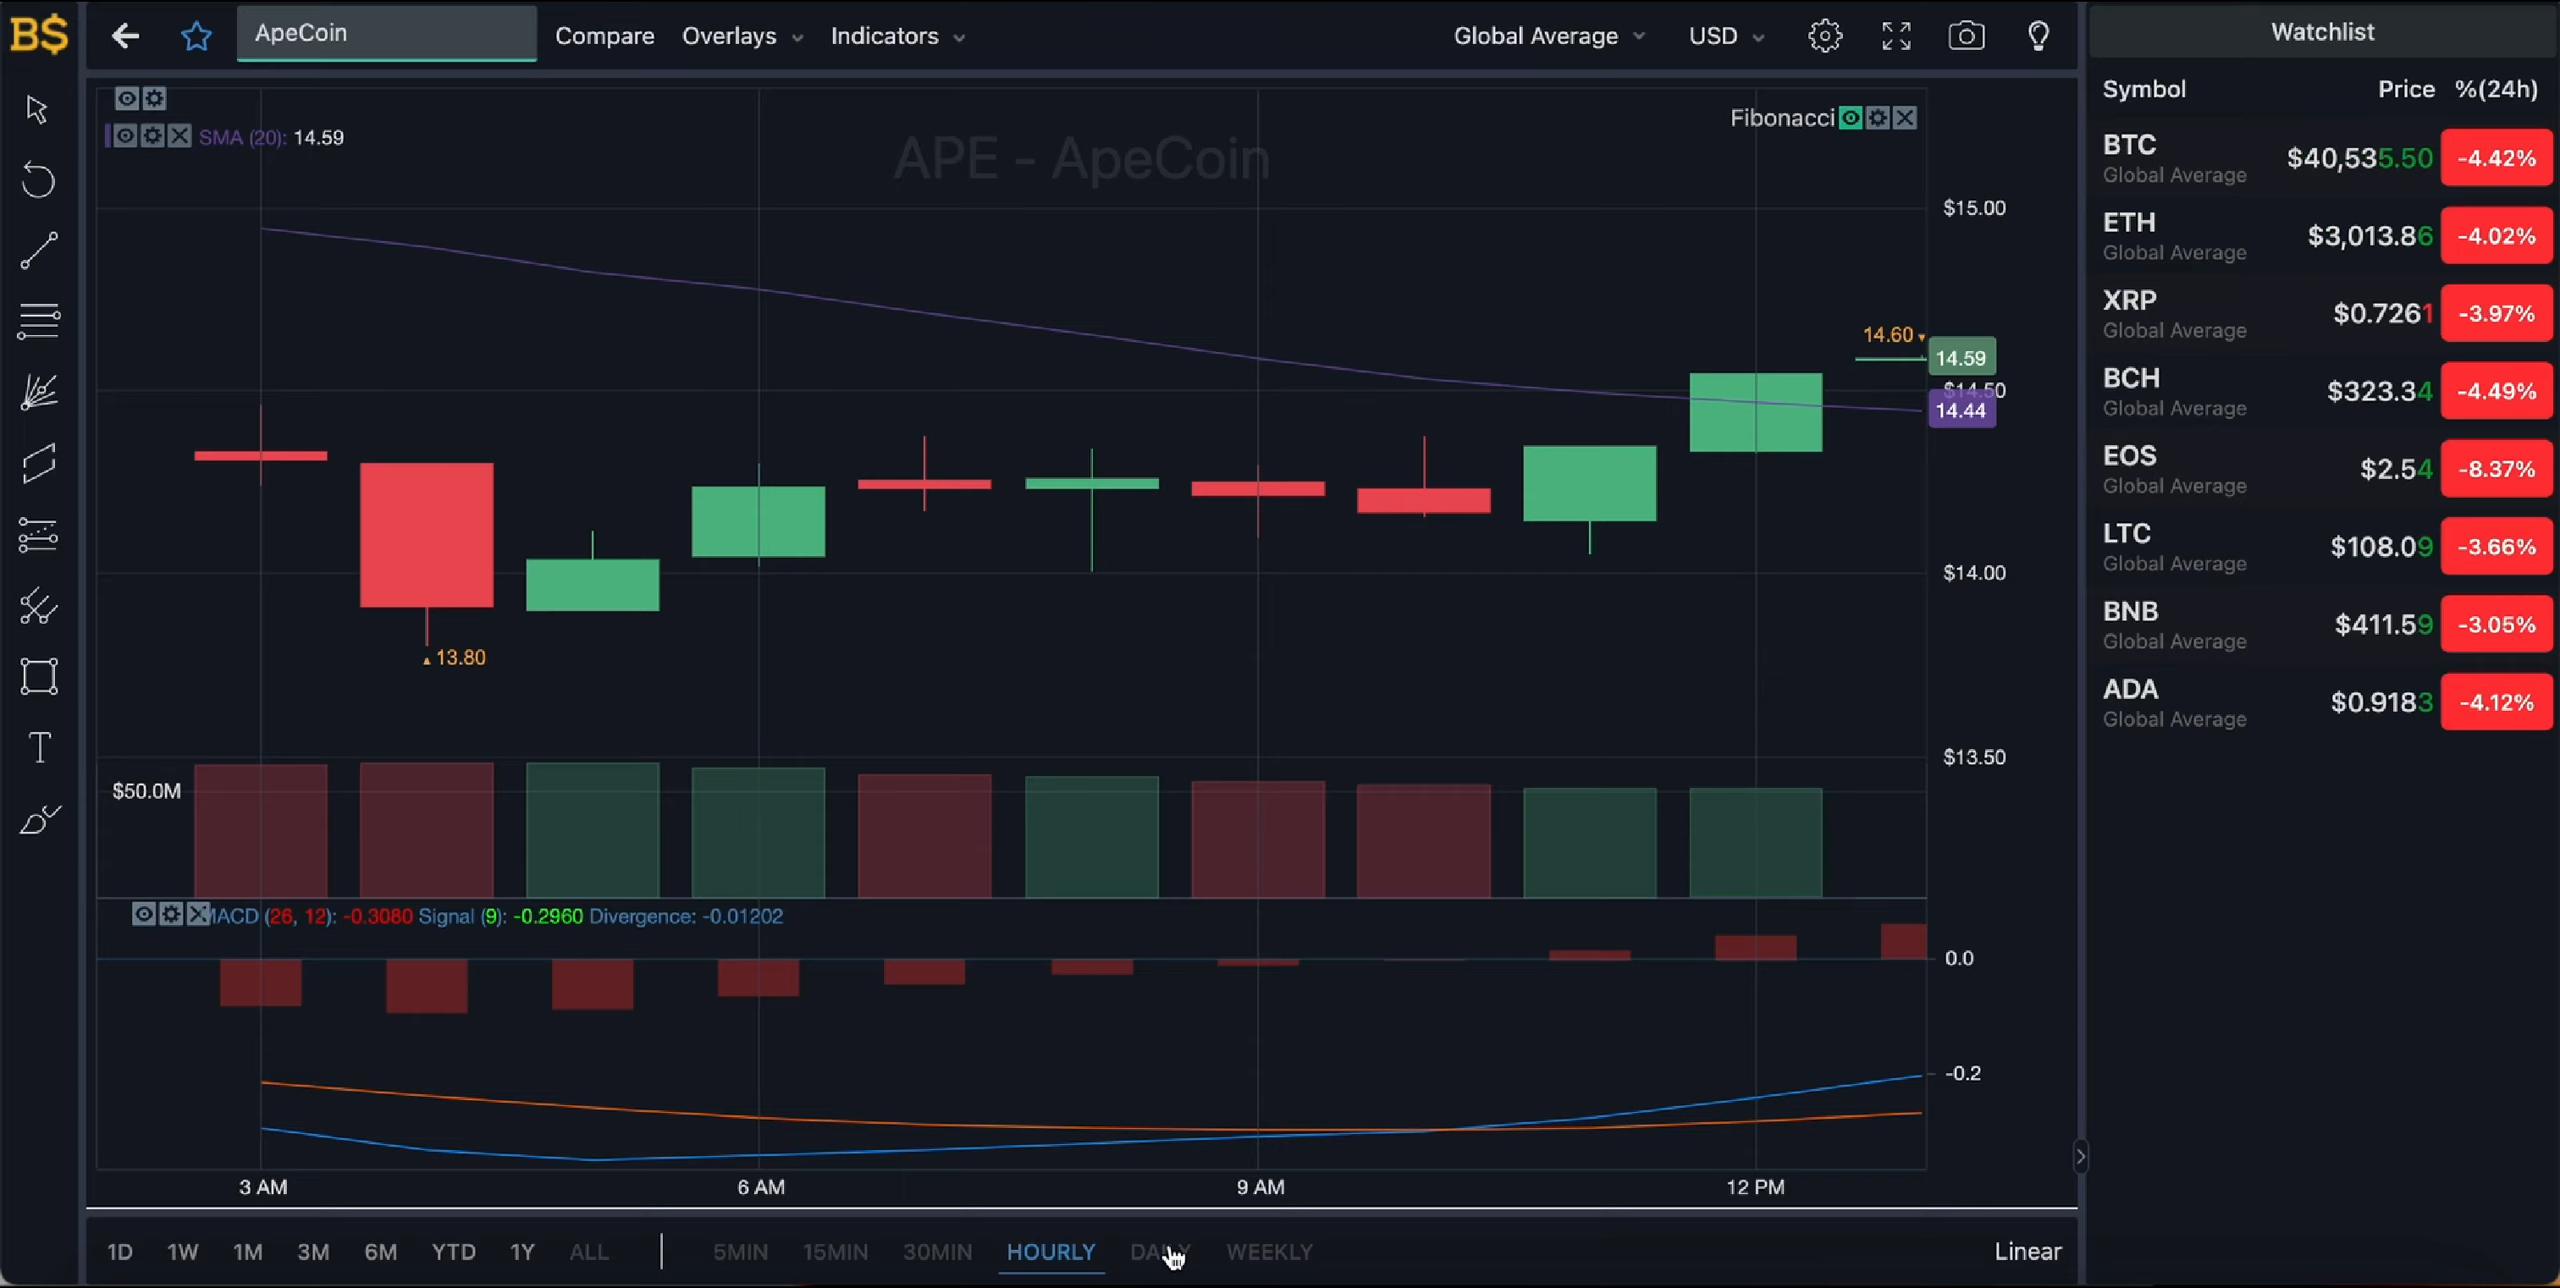 B$
ApeCoin Compare Overlays Indicators Global Average USD
Watchlist
Symbol Price %(24h)
BTC $40,535.50 -4.42%
Global Average
ETH $3,013.86 -4.02%
Global Average
XRP $0.7261 -3.97%
Global Average
BCH $323.34 -4.49%
Global Average
EOS $2.54 -8.37%
Global Average
LTC $108.09 -3.66%
Global Average
BNB $411.59 -3.05%
Global Average
ADA $0.9183 -4.12%
Global Average
SMA (20): 14.59
Fibonacci
APE - ApeCoin
$15.00
14.60
14.59
$14.50
14.44
$14.00
13.80
$13.50
$50.0M
MACD (26, 12): -0.3080 Signal (9): -0.2960 Divergence: -0.01202
0.0
-0.2
3 AM 6 AM 9 AM 12 PM
1D 1W 1M 3M 6M YTD 1Y ALL 5MIN 15MIN 30MIN HOURLY DAILY WEEKLY Linear